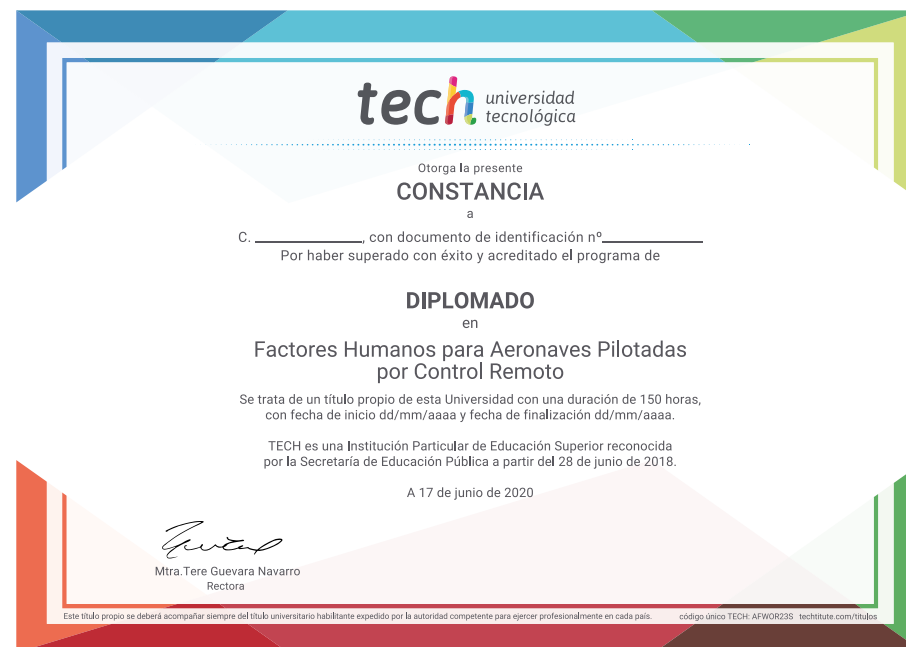 tech universidad
tecnológica
Otorga la presente
CONSTANCIA
a
C. ____________, con documento de identificación nº____________
Por haber superado con éxito y acreditado el programa de
DIPLOMADO
en
Factores Humanos para Aeronaves Pilotadas
por Control Remoto
Se trata de un título propio de esta Universidad con una duración de 150 horas,
con fecha de inicio dd/mm/aaaa y fecha de finalización dd/mm/aaaa.
TECH es una Institución Particular de Educación Superior reconocida
por la Secretaría de Educación Pública a partir del 28 de junio de 2018.
A 17 de junio de 2020
Mtra.Tere Guevara Navarro
Rectora
Este título propio se deberá acompañar siempre del título universitario habilitante expedido por la autoridad competente para ejercer profesionalmente en cada país. código único TECH: AFWOR23S techtitute.com/titulos